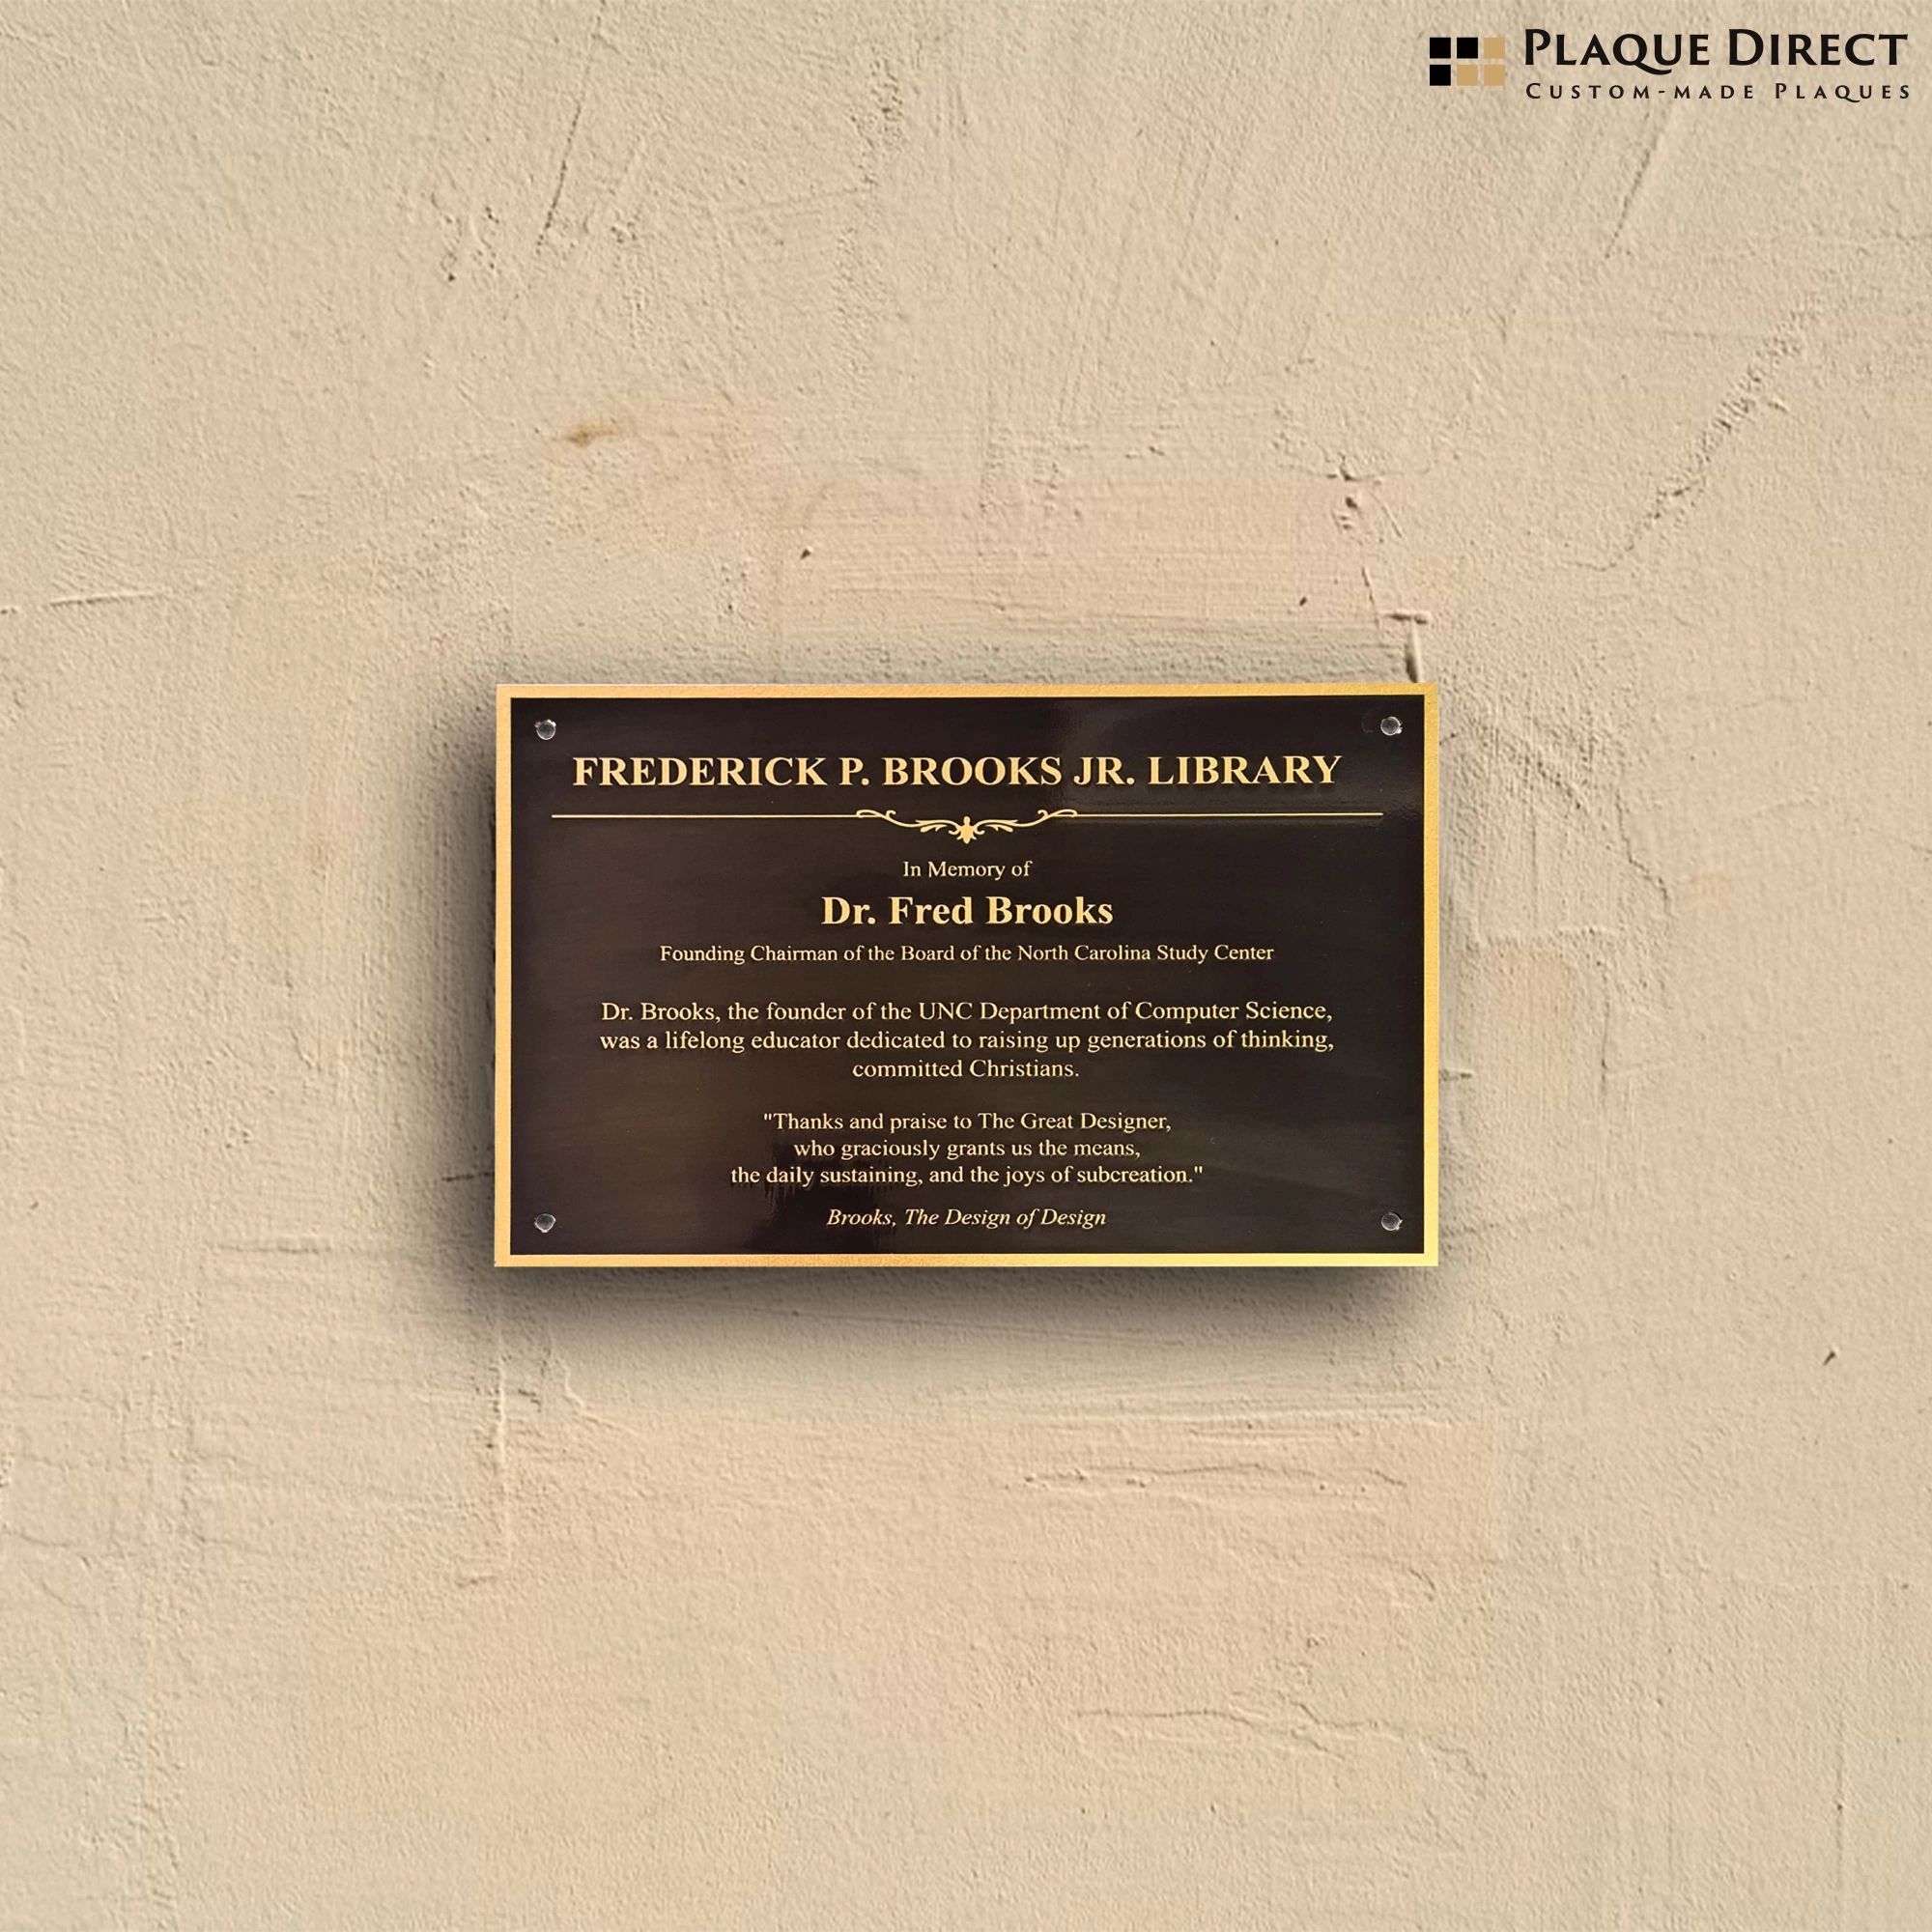 PLAQUE DIRECT
CUSTOM-MADE PLAQUES
FREDERICK P. BROOKS JR. LIBRARY
In Memory of
Dr. Fred Brooks
Founding Chairman of the Board of the North Carolina Study Center
Dr. Brooks, the founder of the UNC Department of Computer Science,
was a lifelong educator dedicated to raising up generations of thinking,
committed Christians.
"Thanks and praise to The Great Designer,
who graciously grants us the means,
the daily sustaining, and the joys of subcreation."
Brooks, The Design of Design